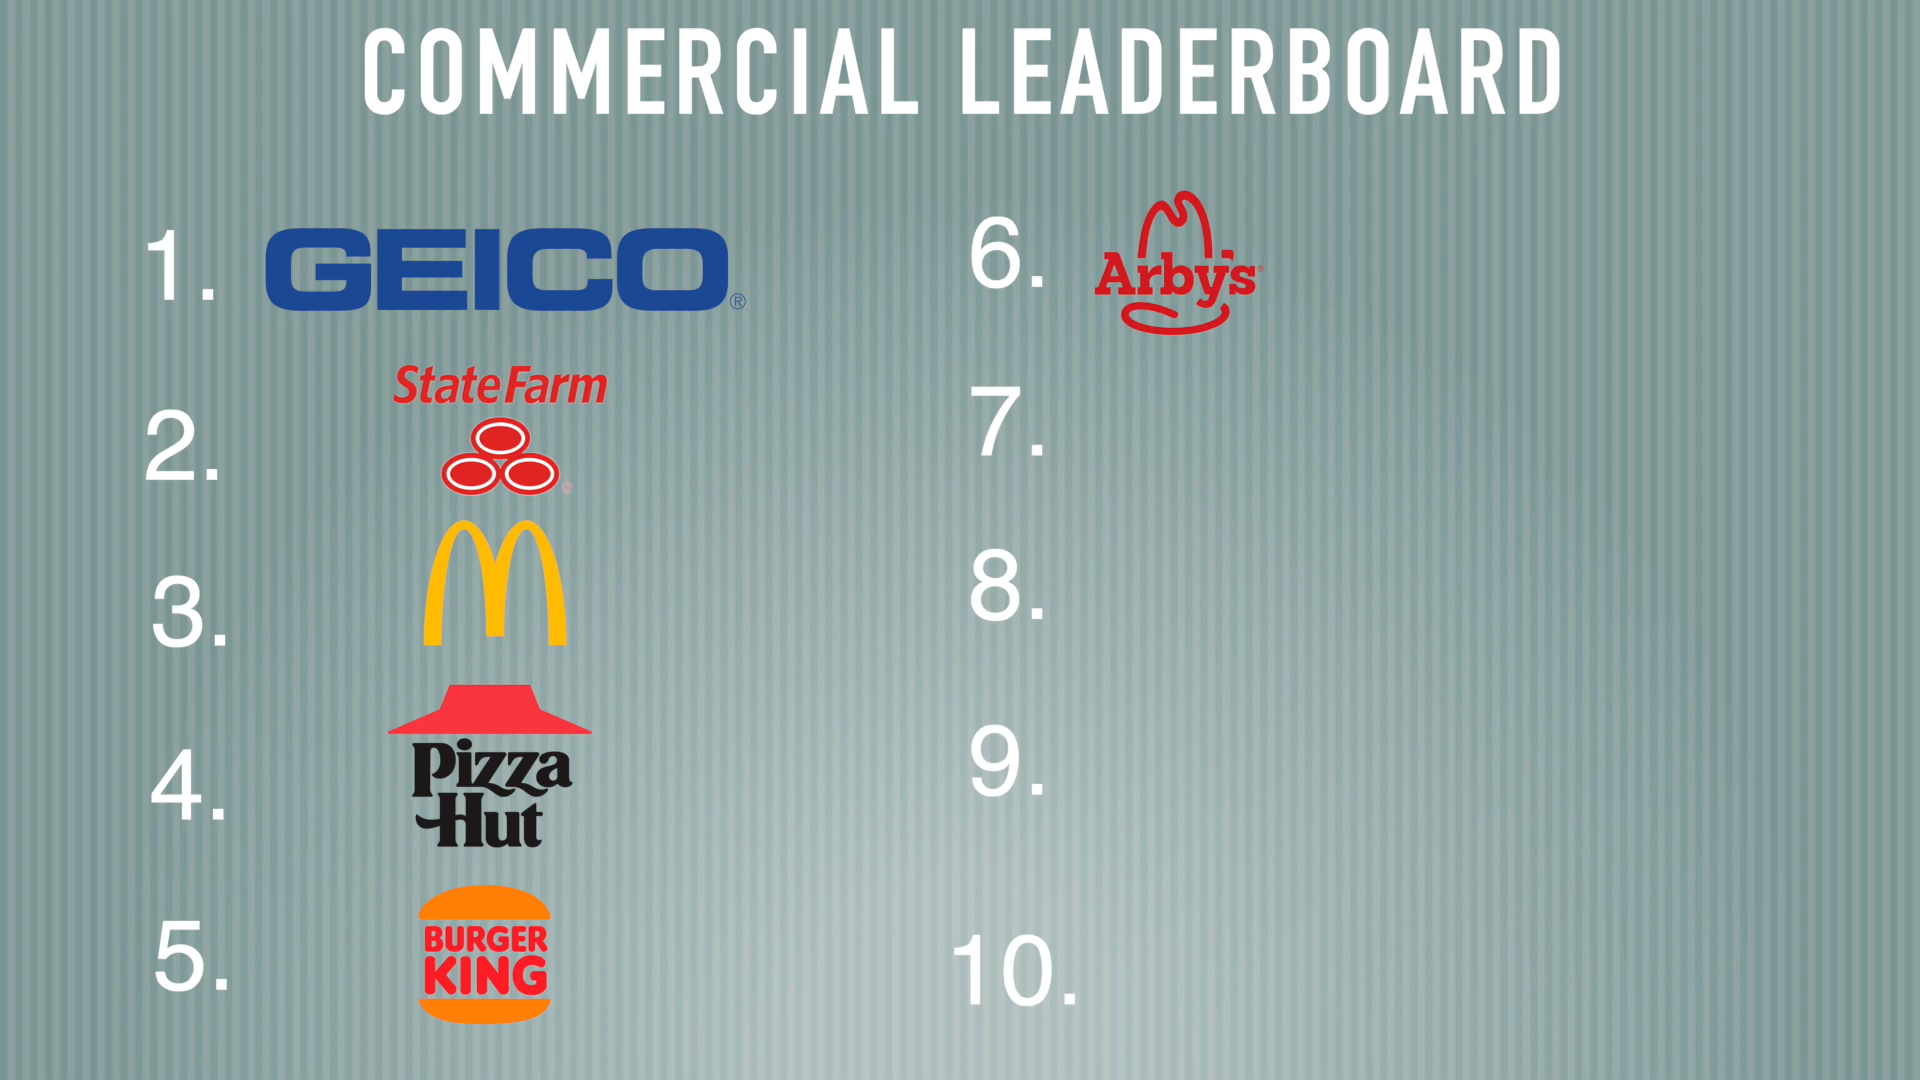 COMMERCIAL LEADERBOARD
1. GEICO®
2. State Farm®
3.
4. Pizza
Hut
5. BURGER
KING
6. Arby's®
7.
8.
9.
10.